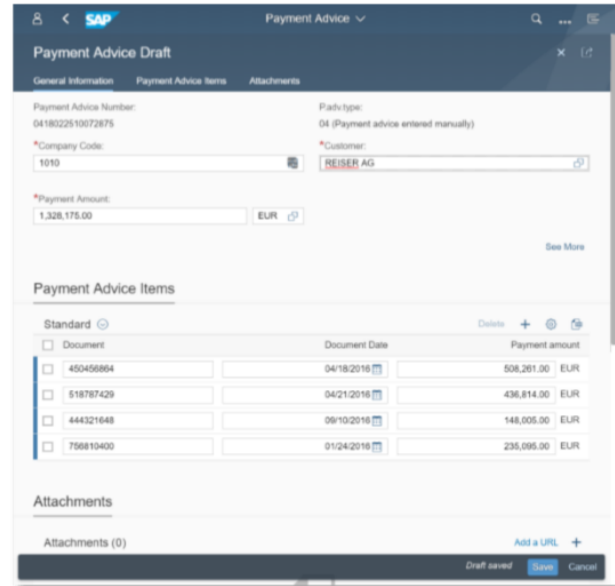 SAP
Payment Advice
...
Payment Advice Draft
General Information Payment Advice Items Attachments
Payment Advice Number: P.adv.type:
0418022510072875 04 (Payment advice entered manually)
*Company Code: *Customer:
1010 REISER AG
*Payment Amount:
1,328,175.00 EUR
See More
Payment Advice Items
Standard Delete
Document Document Date Payment amount
450456864 04/18/2016 508,261.00 EUR
518787429 04/21/2016 436,814.00 EUR
444321648 09/10/2016 148,005.00 EUR
756810400 01/24/2016 235,095.00 EUR
Attachments
Attachments (0) Add a URL +
Draft saved Save Cancel